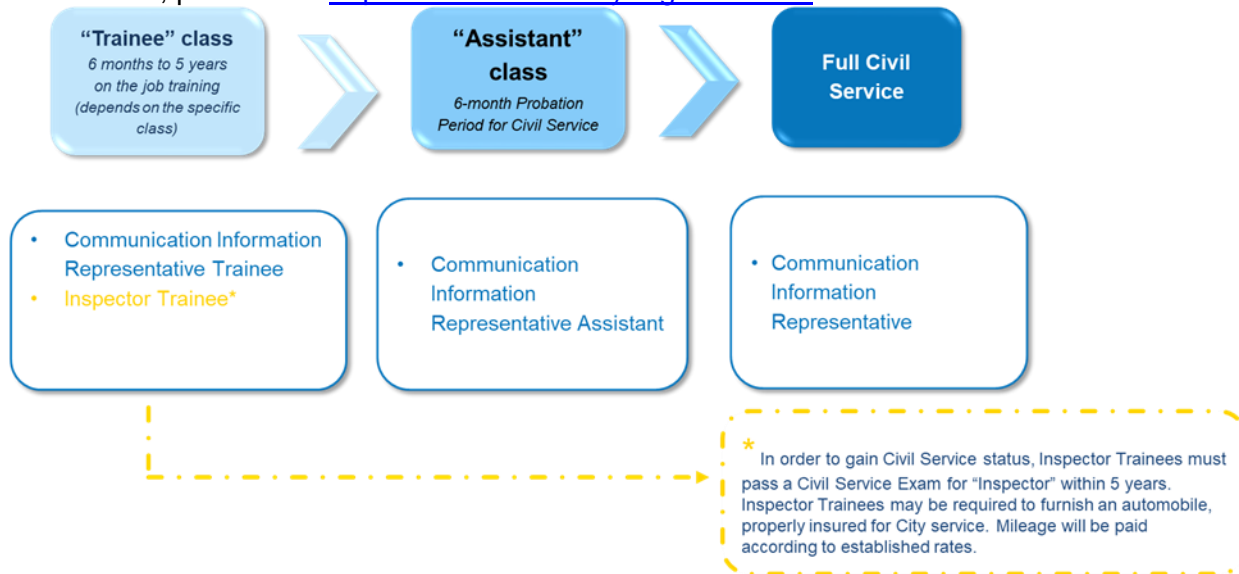 “Trainee” class
6 months to 5 years
on the job training
(depends on the specific
class)
“Assistant”
class
6-month Probation
Period for Civil Service
Full Civil
Service
• Communication Information
Representative Trainee
• Inspector Trainee*
• Communication
Information
Representative Assistant
• Communication
Information
Representative
* In order to gain Civil Service status, Inspector Trainees must
pass a Civil Service Exam for “Inspector” within 5 years.
Inspector Trainees may be required to furnish an automobile,
properly insured for City service. Mileage will be paid
according to established rates.